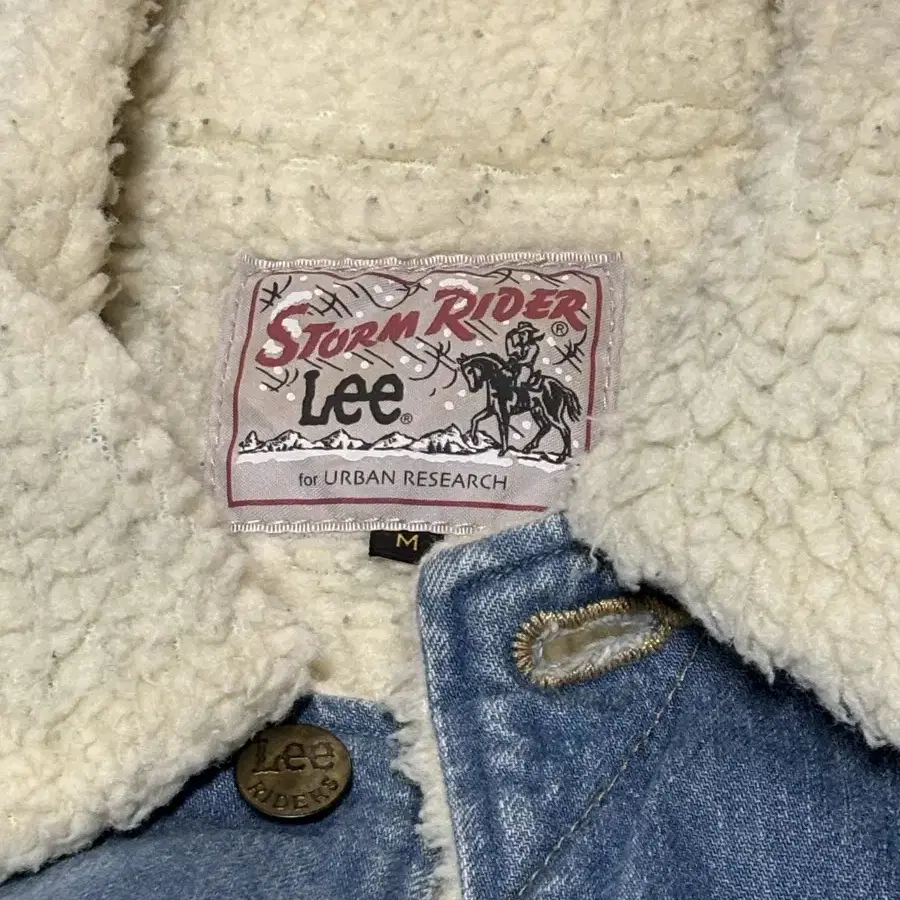 STORM RIDER®
Lee®
for URBAN RESEARCH
M
Lee
RIDERS